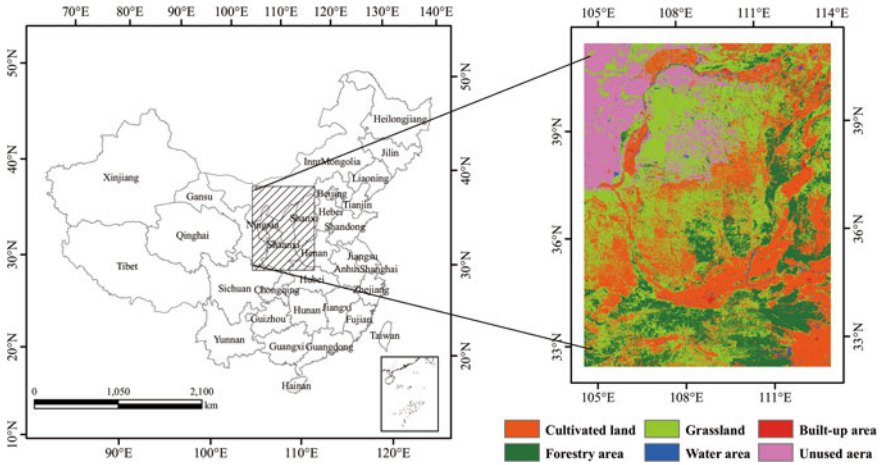 70°E 80°E 90°E 100°E 110°E 120°E 130°E 140°E
105°E 108°E 111°E 114°E
50°N
50°N
Heilongjiang
39°N
39°N
Jilin
40°N
InnrMongolia
40°N
Xinjiang
Liaoning
Gansu
Beijing
Tianjin
Ningxia
Shanxi
Hebei
Qinghai
Shandong
36°N
36°N
Shaanxi
Henan
Jiangsu
30°N
Tibet
Anhui
Shanghai
30°N
Hubei
Sichuan
Chongqing
Zhejiang
Hunan
Jiangxi
Guizhou
Fujian
Yunnan
Taiwan
33°N
33°N
20°N
Guangxi
Guangdong
20°N
Hainan
0 1,050 2,100
km
10°N
90°E 100°E 110°E 120°E
105°E 108°E 111°E
Cultivated land
Grassland
Built-up area
Forestry area
Water area
Unused aera